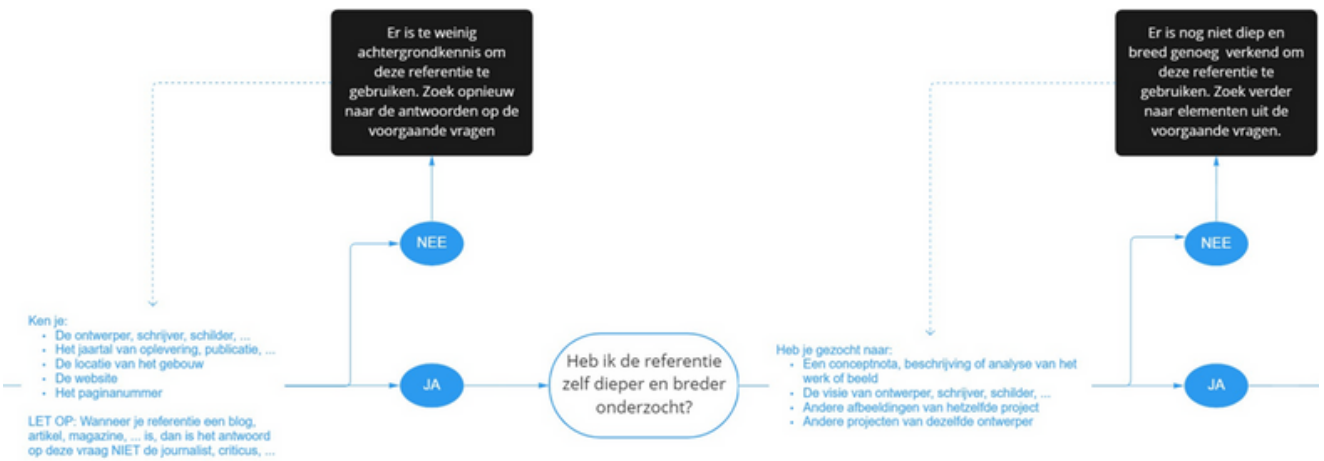 Er is te weinig
achtergrondkennis om
deze referentie te
gebruiken. Zoek opnieuw
naar de antwoorden op de
voorgaande vragen
NEE
Ken je:
• De ontwerper, schrijver, schilder, ...
• Het jaartal van oplevering, publicatie, ...
• De locatie van het gebouw
• De website
• Het paginanummer
LET OP: Wanneer je referentie een blog,
artikel, magazine, ... is, dan is het antwoord
op deze vraag NIET de journalist, criticus, ...
JA
Heb ik de referentie
zelf dieper en breder
onderzocht?
Er is nog niet diep en
breed genoeg verkend om
deze referentie te
gebruiken. Zoek verder
naar elementen uit de
voorgaande vragen.
NEE
Heb je gezocht naar:
• Een conceptnota, beschrijving of analyse van het
werk of beeld
• De visie van ontwerper, schrijver, schilder, ...
• Andere afbeeldingen van hetzelfde project
• Andere projecten van dezelfde ontwerper
JA